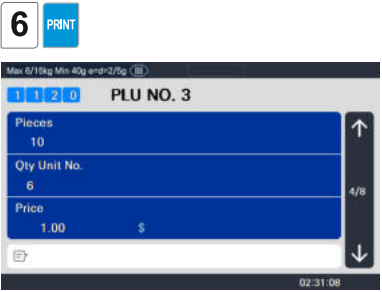 6 PRINT
Max 6/15kg Min 40g e=d=2/5g (III)
1 1 2 0 PLU NO. 3
Pieces
10
Qty Unit No.
6
4/8
Price
1.00 $
02:31:08